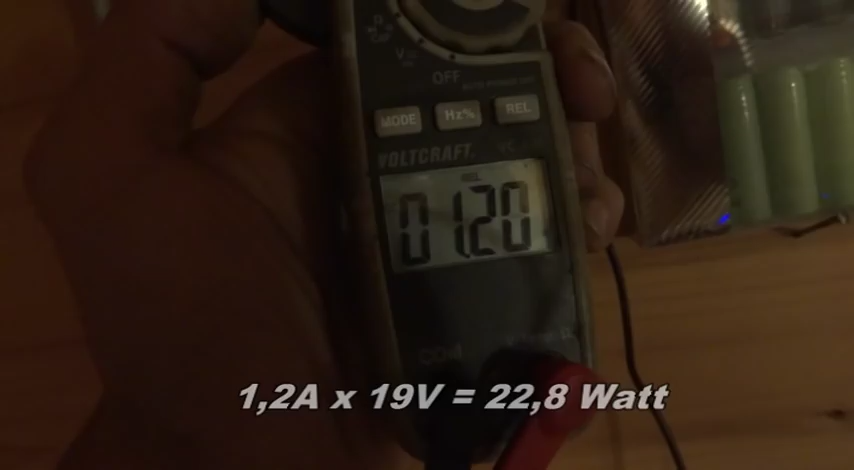 OFF
MODE Hz% REL
VOLTCRAFT
01.20
1,2A x 19V = 22,8 Watt